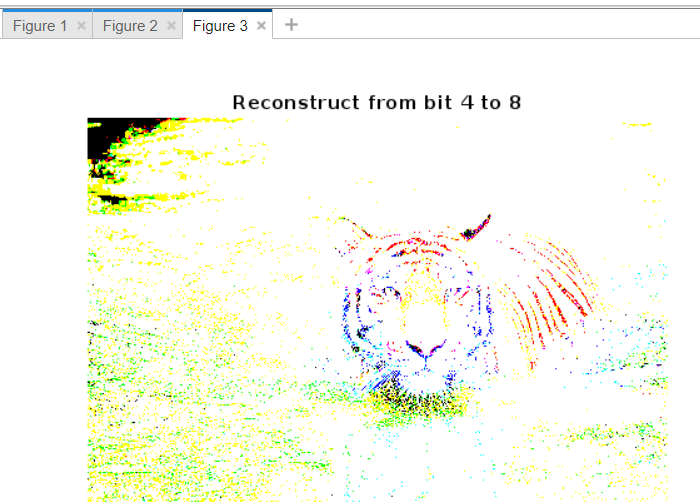 Figure 1 × Figure 2 × Figure 3 × +
Reconstruct from bit 4 to 8